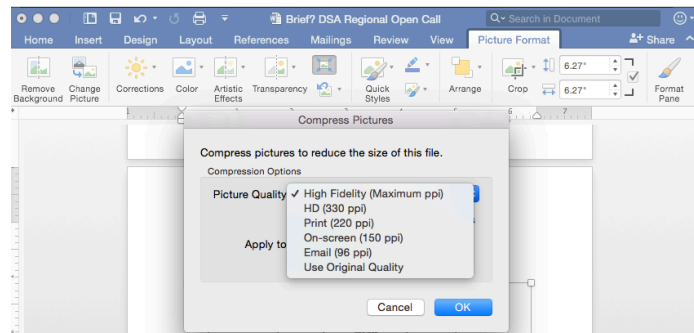 Brief? DSA Regional Open Call
Search in Document
Home Insert Design Layout References Mailings Review View Picture Format Share
6.27"
Remove Background Change Picture Corrections Color Artistic Effects Transparency Quick Styles Arrange Crop 6.27" Format Pane
1 6 7
Compress Pictures
Compress pictures to reduce the size of this file.
Compression Options
Picture Quality ✓ High Fidelity (Maximum ppi)
HD (330 ppi)
Print (220 ppi)
On-screen (150 ppi)
Apply to
Email (96 ppi)
Use Original Quality
Cancel OK